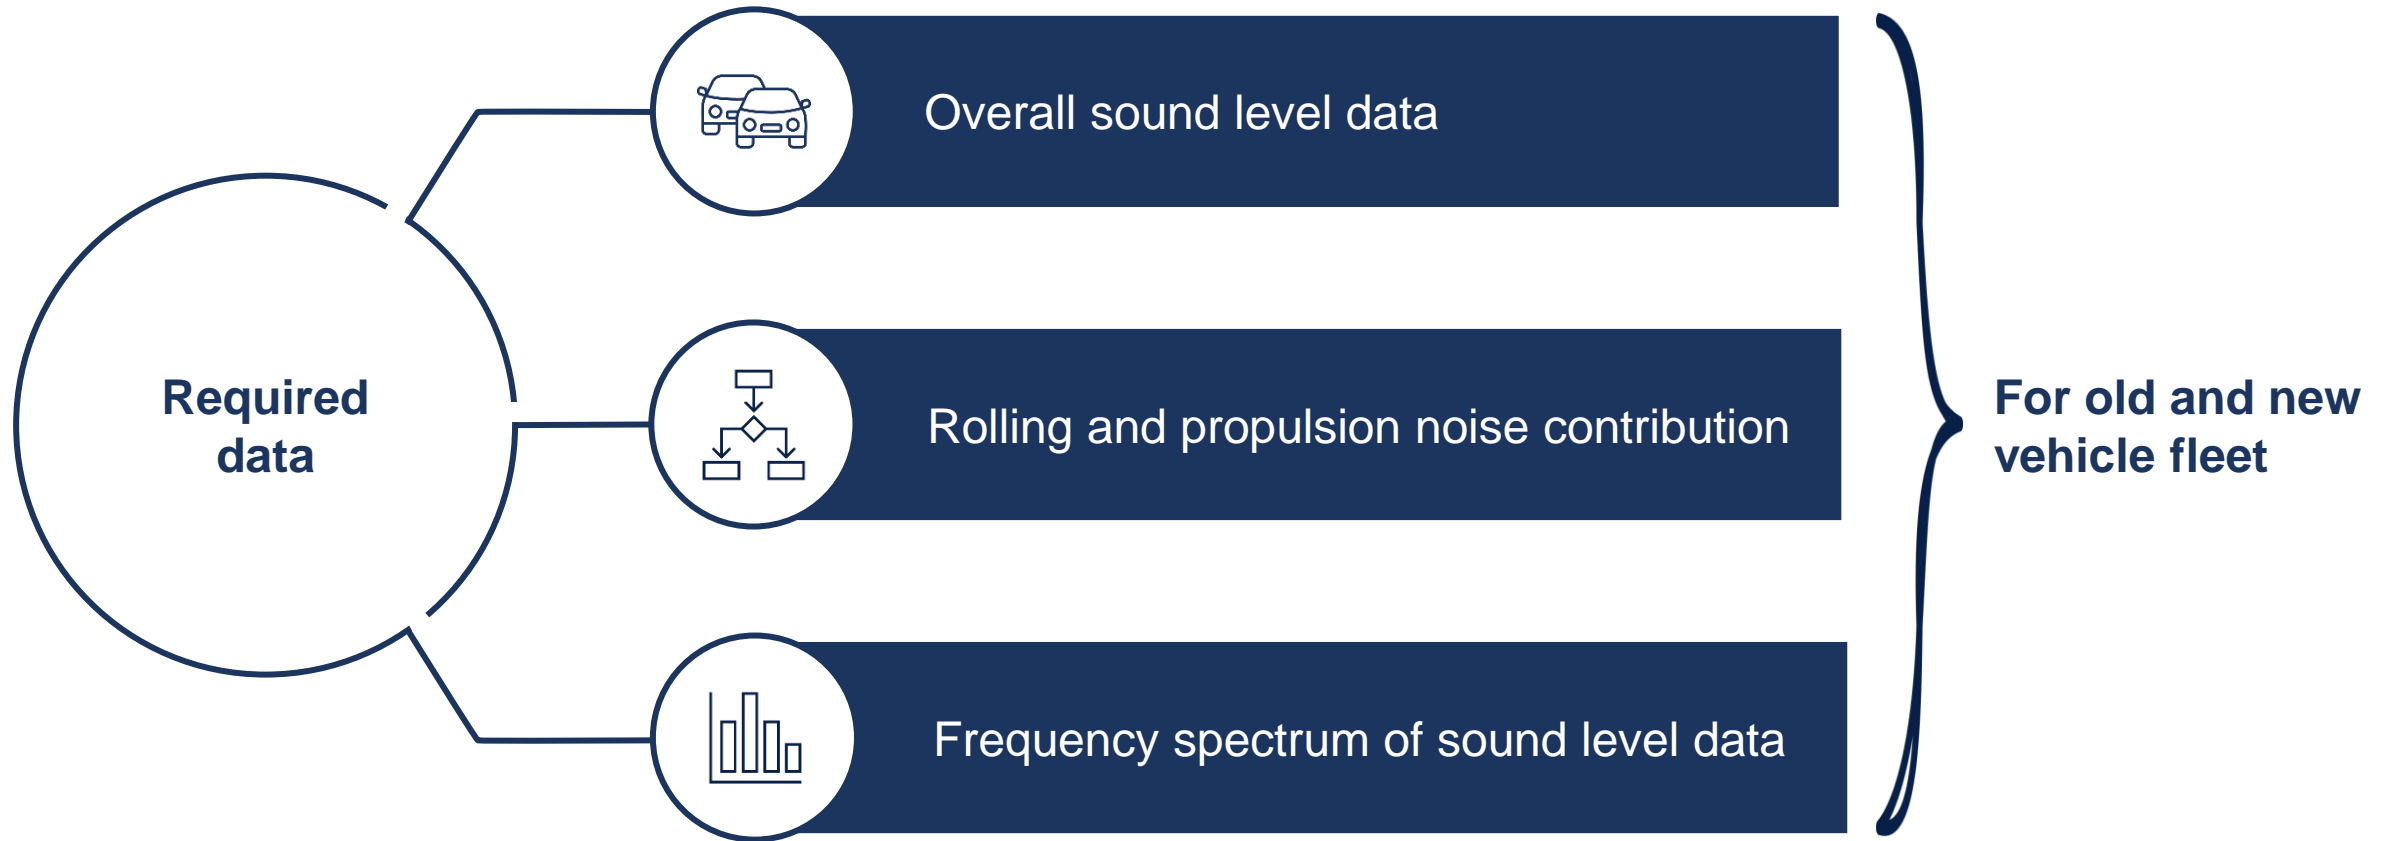 Overall sound level data
Required
data
Rolling and propulsion noise contribution
For old and new
vehicle fleet
Frequency spectrum of sound level data